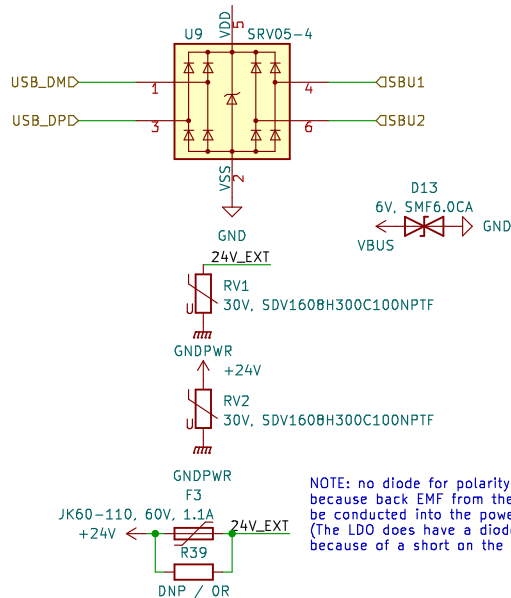 U9
VDD
5
SRV05-4
USB_DM
1
4
SBU1
USB_DP
3
6
SBU2
VSS
2
GND
D13
6V, SMF6.0CA
GND
VBUS
24V_EXT
RV1
30V, SDV1608H300C100NPTF
U
GNDPWR
+24V
RV2
30V, SDV1608H300C100NPTF
U
GNDPWR
F3
JK60-110, 60V, 1.1A
+24V
24V_EXT
R39
DNP / 0R
NOTE: no diode for polarity
because back EMF from the
be conducted into the powe
(The LDO does have a diod
because of a short on the